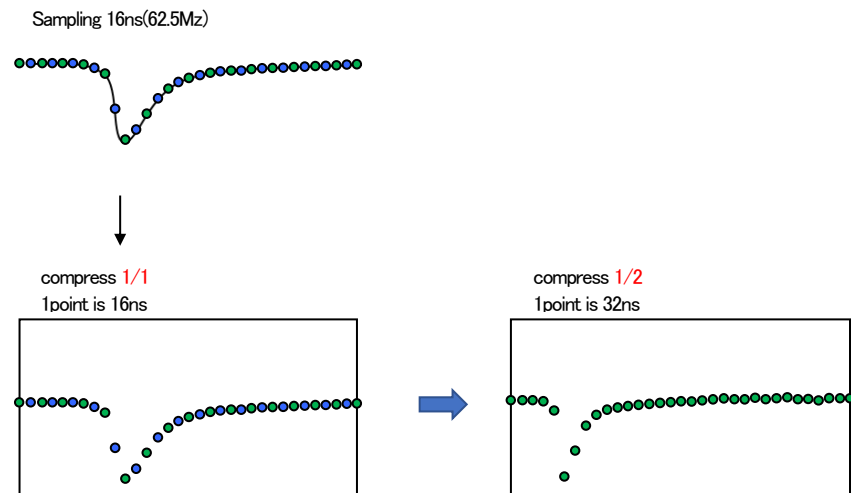 Sampling 16ns(62.5Mz)
compress 1/1
1point is 16ns
compress 1/2
1point is 32ns